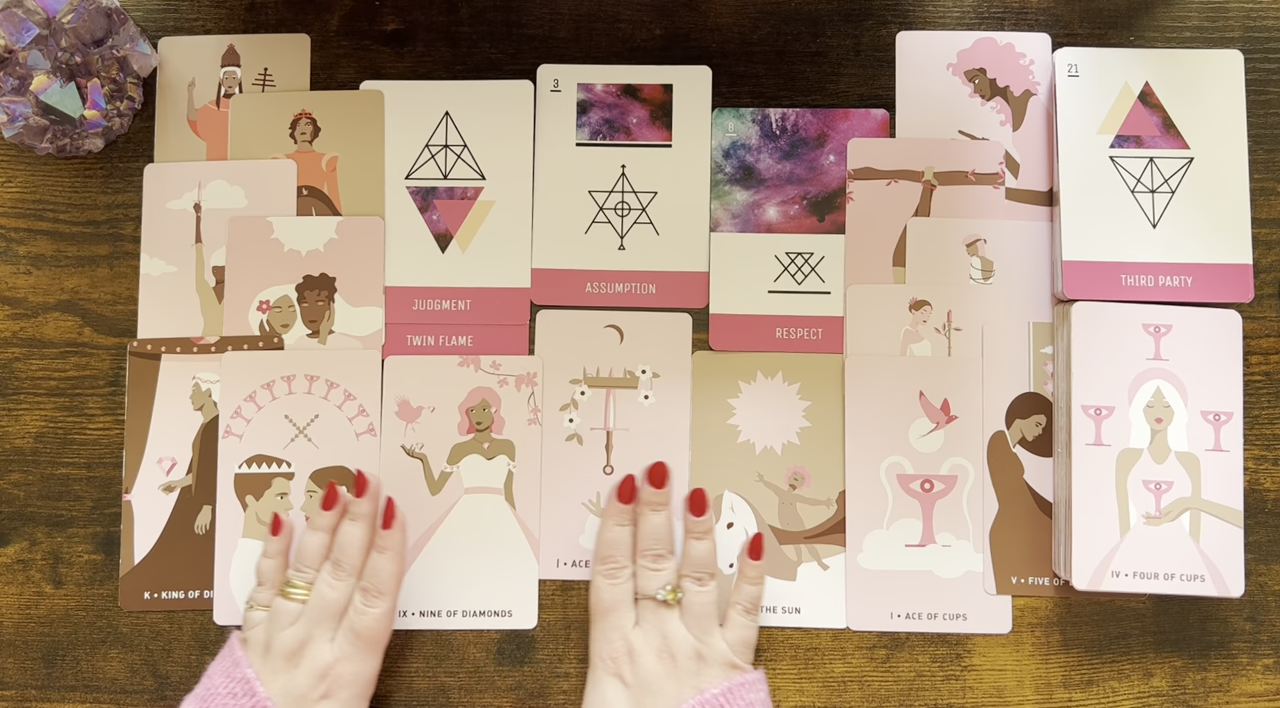 3
8
21
JUDGMENT
TWIN FLAME
ASSUMPTION
RESPECT
THIRD PARTY
K • KING OF DI
IX • NINE OF DIAMONDS
I • ACE
THE SUN
I • ACE OF CUPS
V • FIVE OF
IV • FOUR OF CUPS